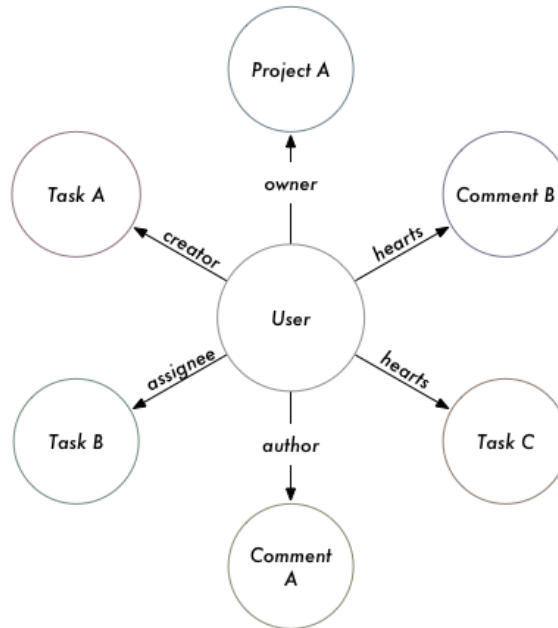 Project A
Task A
owner
Comment B
creator
hearts
User
assignee
hearts
Task B
author
Task C
Comment
A